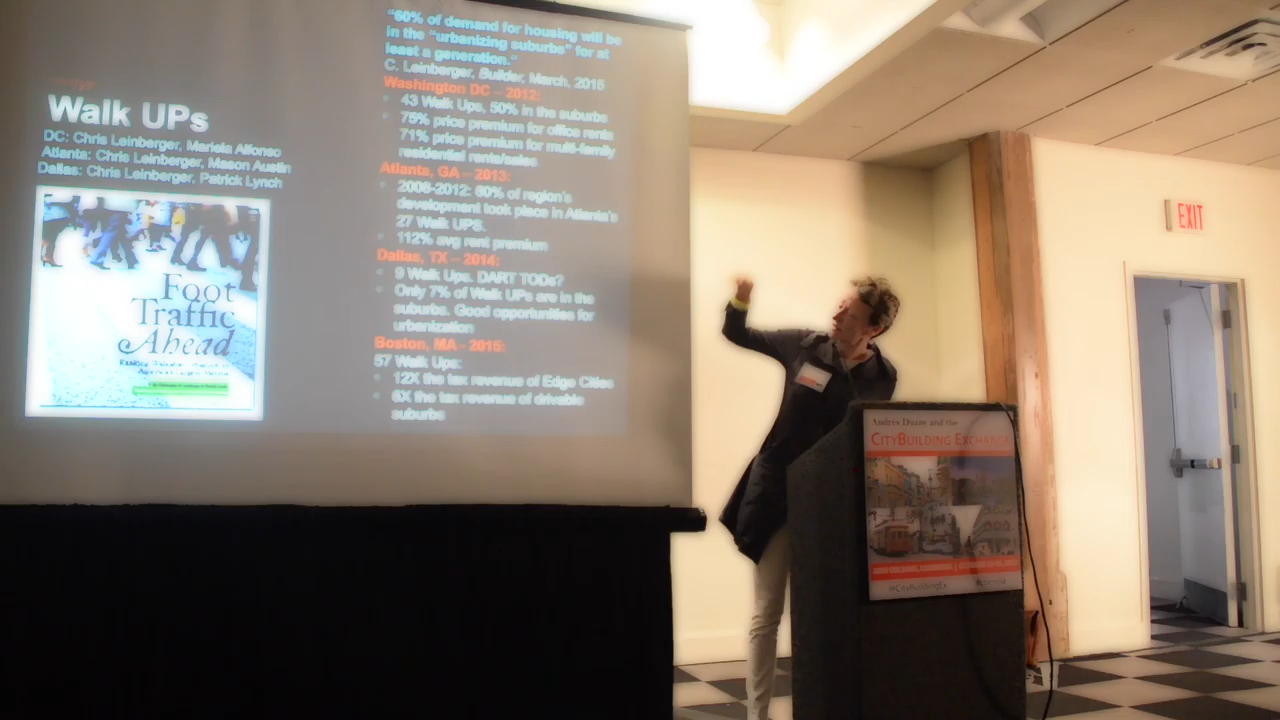 Walk UPs
DC: Chris Leinberger, Mariela Alfonso
Atlanta: Chris Leinberger, Mason Austin
Dallas: Chris Leinberger, Patrick Lynch
Foot
Traffic
Ahead
"60% of demand for housing will be
in the "urbanizing suburbs" for at
least a generation."
C. Leinberger, Builder, March, 2015
Washington DC – 2012:
43 Walk Ups. 50% in the suburbs
75% price premium for office rents
71% price premium for multi-family
residential rents/sales
Atlanta, GA – 2013:
2008-2012: 60% of region's
development took place in Atlanta's
27 Walk UPS.
112% avg rent premium
Dallas, TX – 2014:
9 Walk Ups. DART TODs?
Only 7% of Walk UPs are in the
suburbs. Good opportunities for
urbanization
Boston, MA – 2015:
57 Walk Ups:
12X the tax revenue of Edge Cities
6X the tax revenue of drivable
suburbs
EXIT
Andrés Duany and the
CITYBUILDING EXCHANGE
#CityBuildingEx